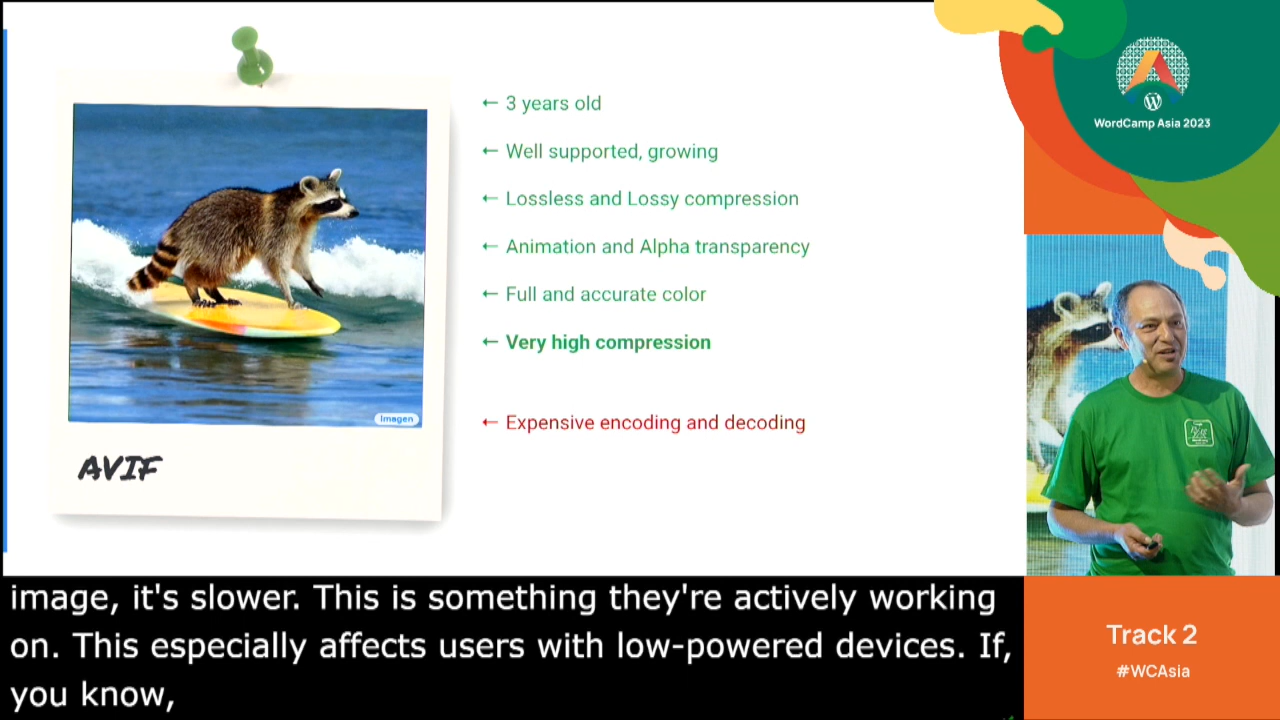 ← 3 years old
← Well supported, growing
← Lossless and Lossy compression
← Animation and Alpha transparency
← Full and accurate color
← Very high compression
← Expensive encoding and decoding
Imagen
AVIF
WordCamp Asia 2023
image, it's slower. This is something they're actively working
on. This especially affects users with low-powered devices. If,
you know,
Track 2
#WCAsia